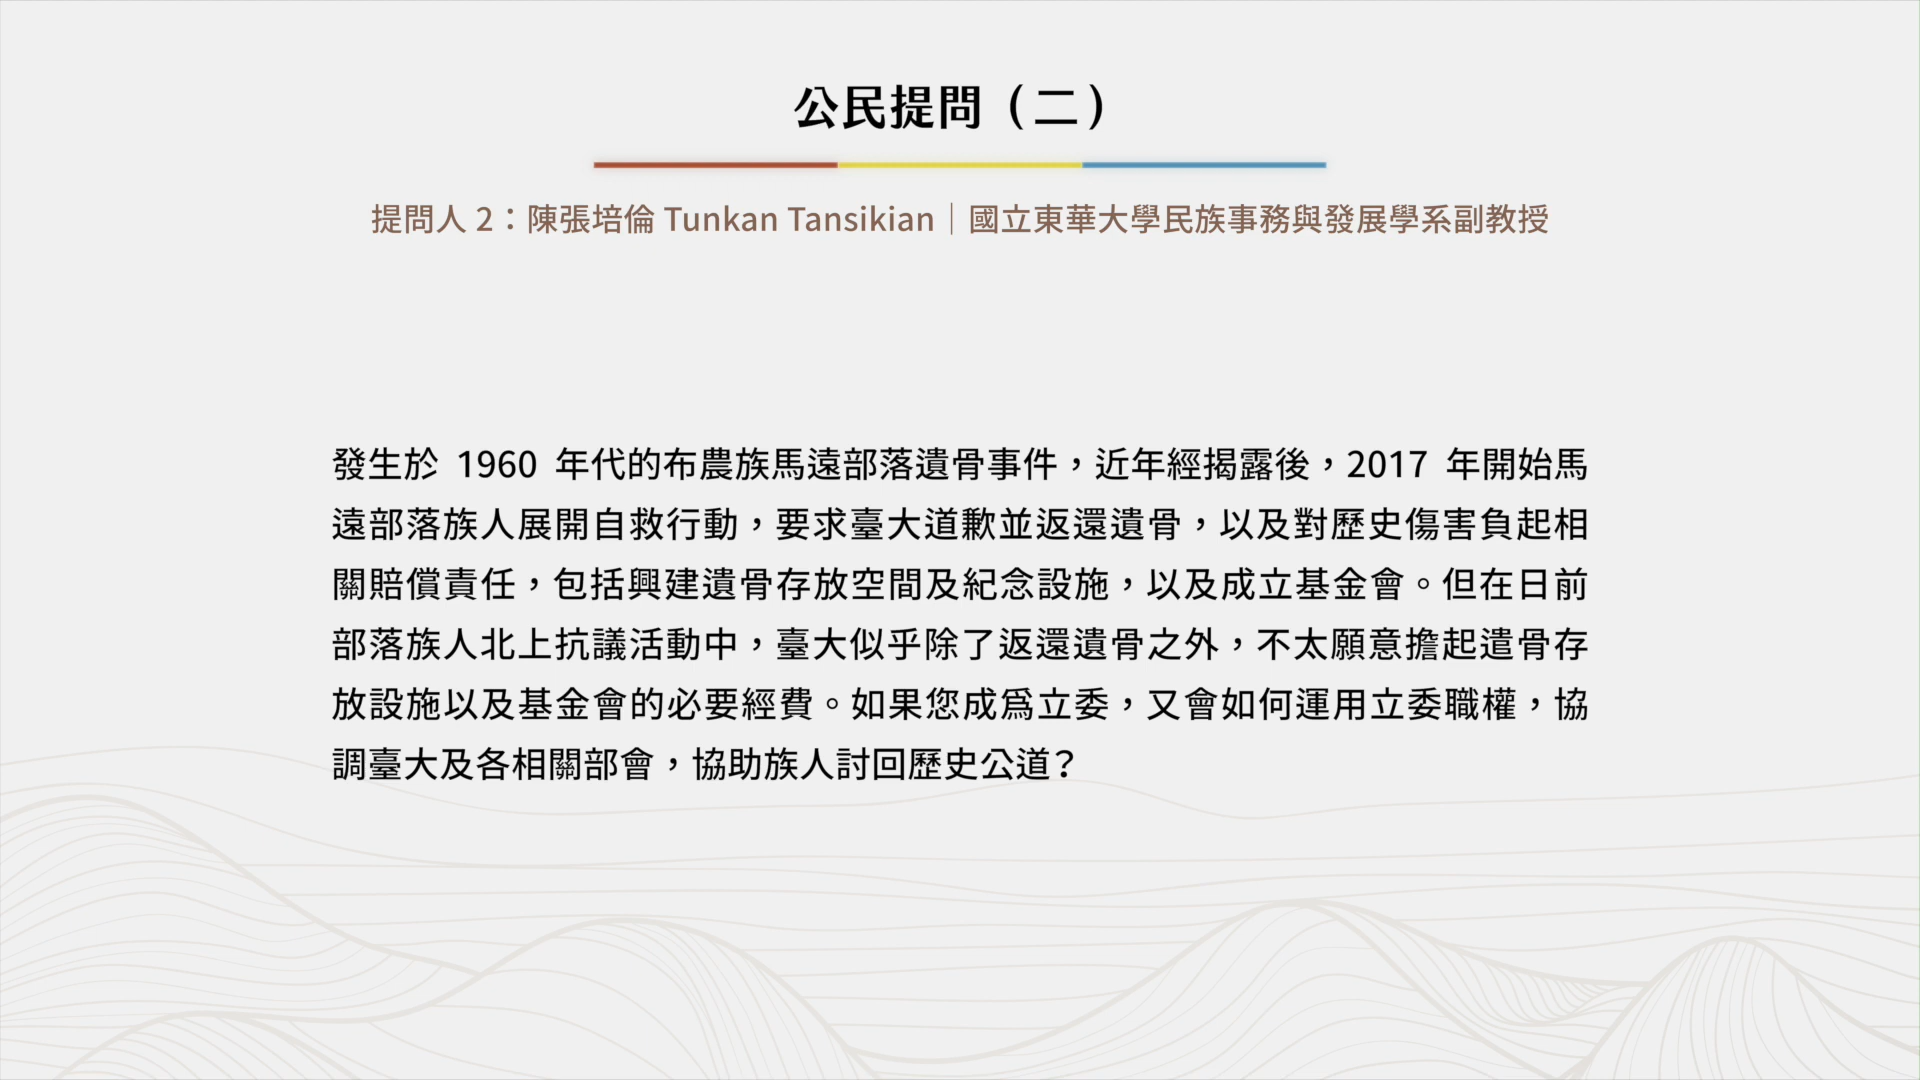 公民提問（二）
提問人 2：陳張培倫 Tunkan Tansikian｜國立東華大學民族事務與發展學系副教授
發生於 1960 年代的布農族馬遠部落遺骨事件，近年經揭露後，2017 年開始馬
遠部落族人展開自救行動，要求臺大道歉並返還遺骨，以及對歷史傷害負起相
關賠償責任，包括興建遺骨存放空間及紀念設施，以及成立基金會。但在日前
部落族人北上抗議活動中，臺大似乎除了返還遺骨之外，不太願意擔起遣骨存
放設施以及基金會的必要經費。如果您成為立委，又會如何運用立委職權，協
調臺大及各相關部會，協助族人討回歷史公道？